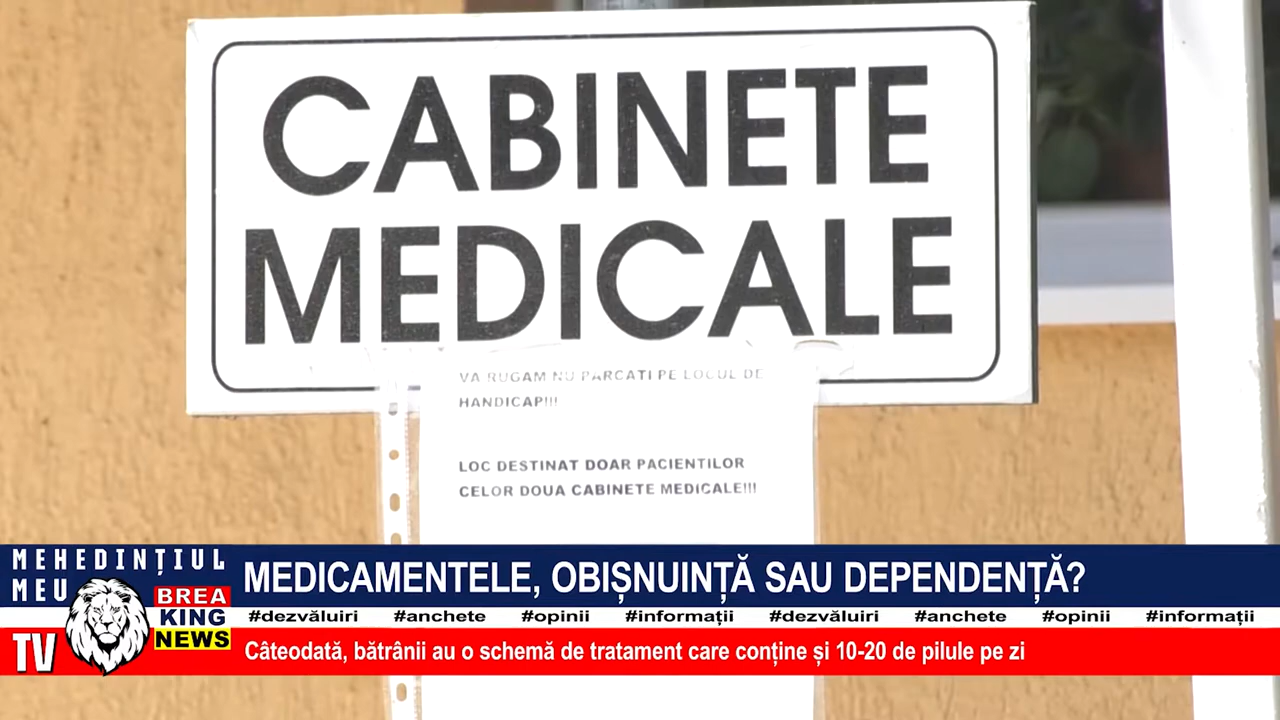 CABINETE
MEDICALE
VA RUGAM NU PARCATI PE LOCUL DE
HANDICAP!!!
LOC DESTINAT DOAR PACIENTILOR
CELOR DOUA CABINETE MEDICALE!!!
MEHEDINȚIUL
MEU
TV
BREA
KING
NEWS
MEDICAMENTELE, OBIȘNUINȚĂ SAU DEPENDENȚĂ?
#dezvăluiri #anchete #opinii #informații #dezvăluiri #anchete #opinii #informații
Câteodată, bătrânii au o schemă de tratament care conține și 10-20 de pilule pe zi